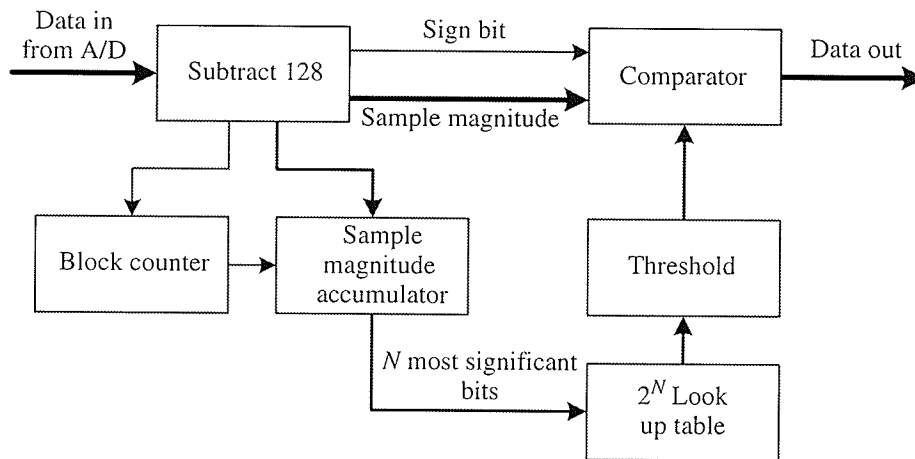 Data in
from A/D
Subtract 128
Sign bit
Sample magnitude
Comparator
Data out
Block counter
Sample
magnitude
accumulator
Threshold
N most significant
bits
2^N Look
up table